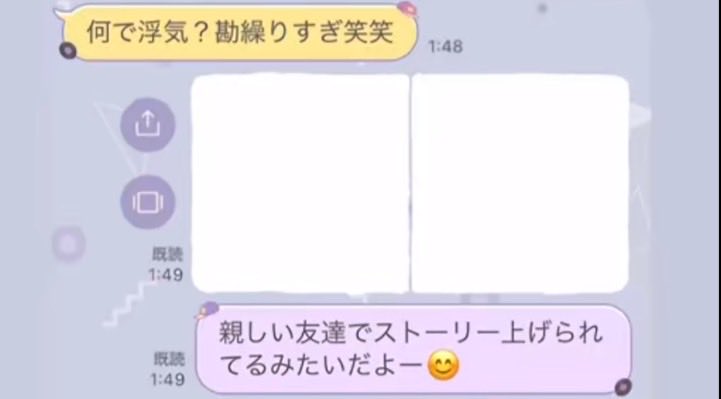 何で浮気？勘繰りすぎ笑笑
1:48
既読
1:49
親しい友達でストーリー上げられ
てるみたいだよー😊
既読
1:49